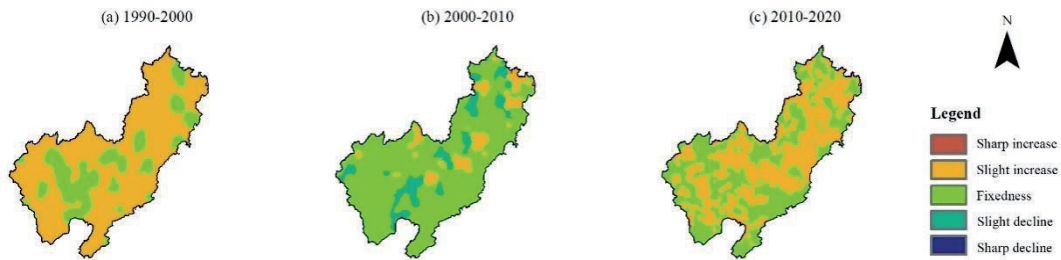 (a) 1990-2000
(b) 2000-2010
(c) 2010-2020
N
Legend
Sharp increase
Slight increase
Fixedness
Slight decline
Sharp decline